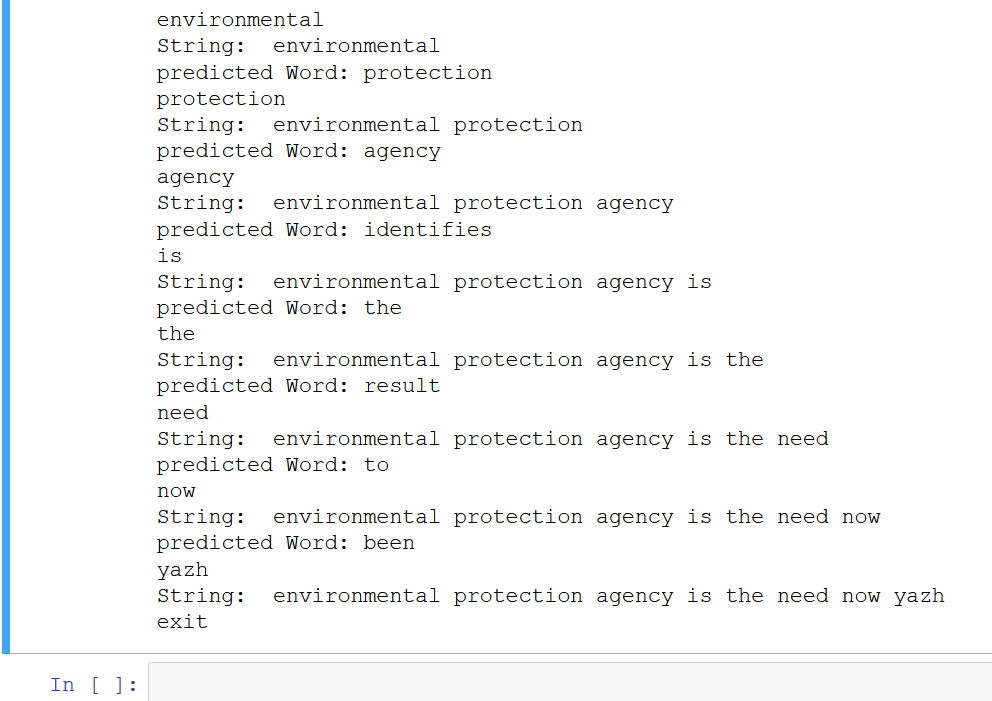 environmental
String:  environmental
predicted Word: protection
protection
String:  environmental protection
predicted Word: agency
agency
String:  environmental protection agency
predicted Word: identifies
is
String:  environmental protection agency is
predicted Word: the
the
String:  environmental protection agency is the
predicted Word: result
need
String:  environmental protection agency is the need
predicted Word: to
now
String:  environmental protection agency is the need now
predicted Word: been
yazh
String:  environmental protection agency is the need now yazh
exit
In [ ]: